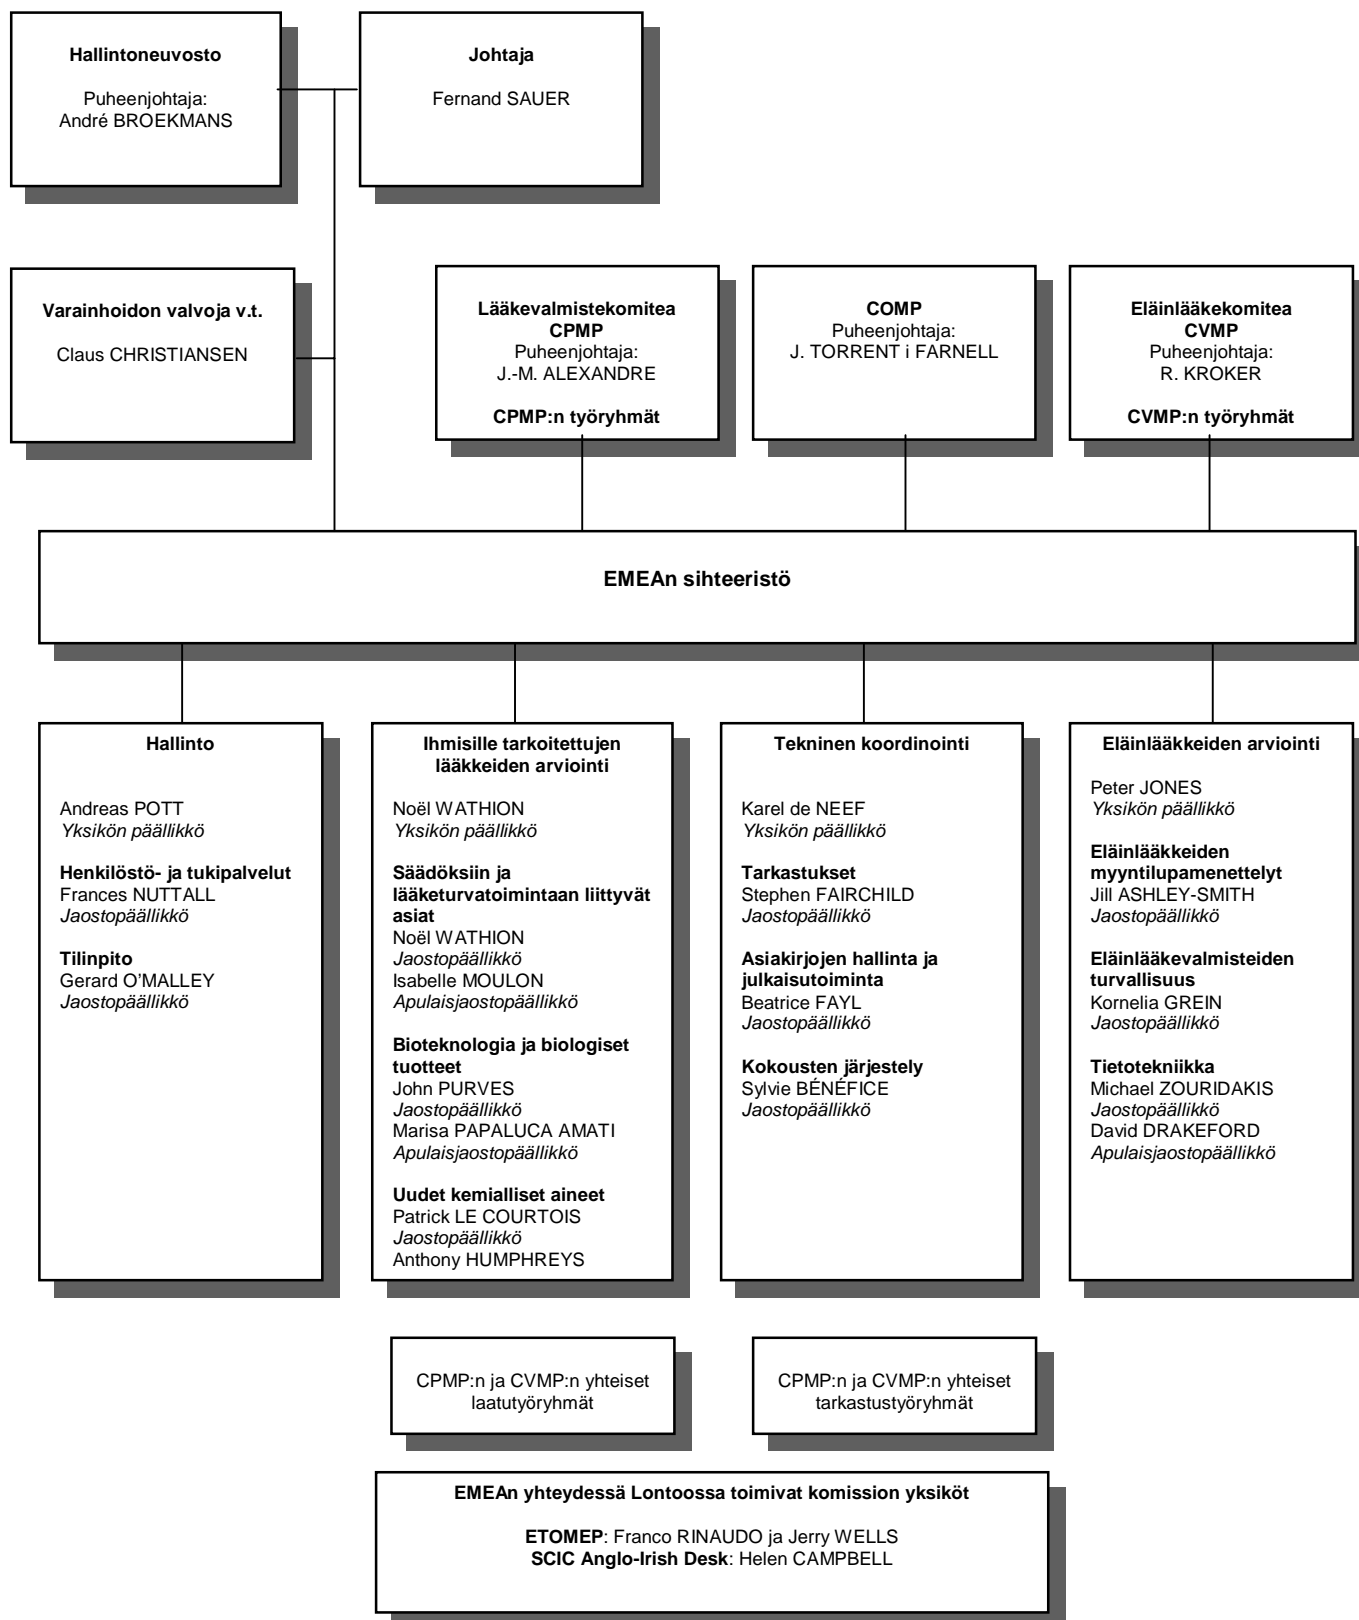 Hallintoneuvosto
Puheenjohtaja:
André BROEKMANS
Johtaja
Fernand SAUER
Varainhoidon valvoja v.t.
Claus CHRISTIANSEN
Lääkevalmistekomitea
CPMP
Puheenjohtaja:
J.-M. ALEXANDRE
CPMP:n työryhmät
COMP
Puheenjohtaja:
J. TORRENT i FARNELL
Eläinlääkekomitea
CVMP
Puheenjohtaja:
R. KROKER
CVMP:n työryhmät
EMEAn sihteeristö
Hallinto
Andreas POTT
Yksikön päällikkö
Henkilöstö- ja tukipalvelut
Frances NUTTALL
Jaostopäällikkö
Tilinpito
Gerard O'MALLEY
Jaostopäällikkö
Ihmisille tarkoitettujen
lääkkeiden arviointi
Noël WATHION
Yksikön päällikkö
Säädöksiin ja
lääketurvatoimintaan liittyvät
asiat
Noël WATHION
Jaostopäällikkö
Isabelle MOULON
Apulaisjaostopäällikkö
Bioteknologia ja biologiset
tuotteet
John PURVES
Jaostopäällikkö
Marisa PAPALUCA AMATI
Apulaisjaostopäällikkö
Uudet kemialliset aineet
Patrick LE COURTOIS
Jaostopäällikkö
Anthony HUMPHREYS
Tekninen koordinointi
Karel de NEEF
Yksikön päällikkö
Tarkastukset
Stephen FAIRCHILD
Jaostopäällikkö
Asiakirjojen hallinta ja
julkaisutoiminta
Beatrice FAYL
Jaostopäällikkö
Kokousten järjestely
Sylvie BÉNÉFICE
Jaostopäällikkö
Eläinlääkkeiden arviointi
Peter JONES
Yksikön päällikkö
Eläinlääkkeiden
myyntilupamenettelyt
Jill ASHLEY-SMITH
Jaostopäällikkö
Eläinlääkevalmisteiden
turvallisuus
Kornelia GREIN
Jaostopäällikkö
Tietotekniikka
Michael ZOURIDAKIS
Jaostopäällikkö
David DRAKEFORD
Apulaisjaostopäällikkö
CPMP:n ja CVMP:n yhteiset
laatutyöryhmät
CPMP:n ja CVMP:n yhteiset
tarkastustyöryhmät
EMEAn yhteydessä Lontoossa toimivat komission yksiköt
ETOMEP: Franco RINAUDO ja Jerry WELLS
SCIC Anglo-Irish Desk: Helen CAMPBELL